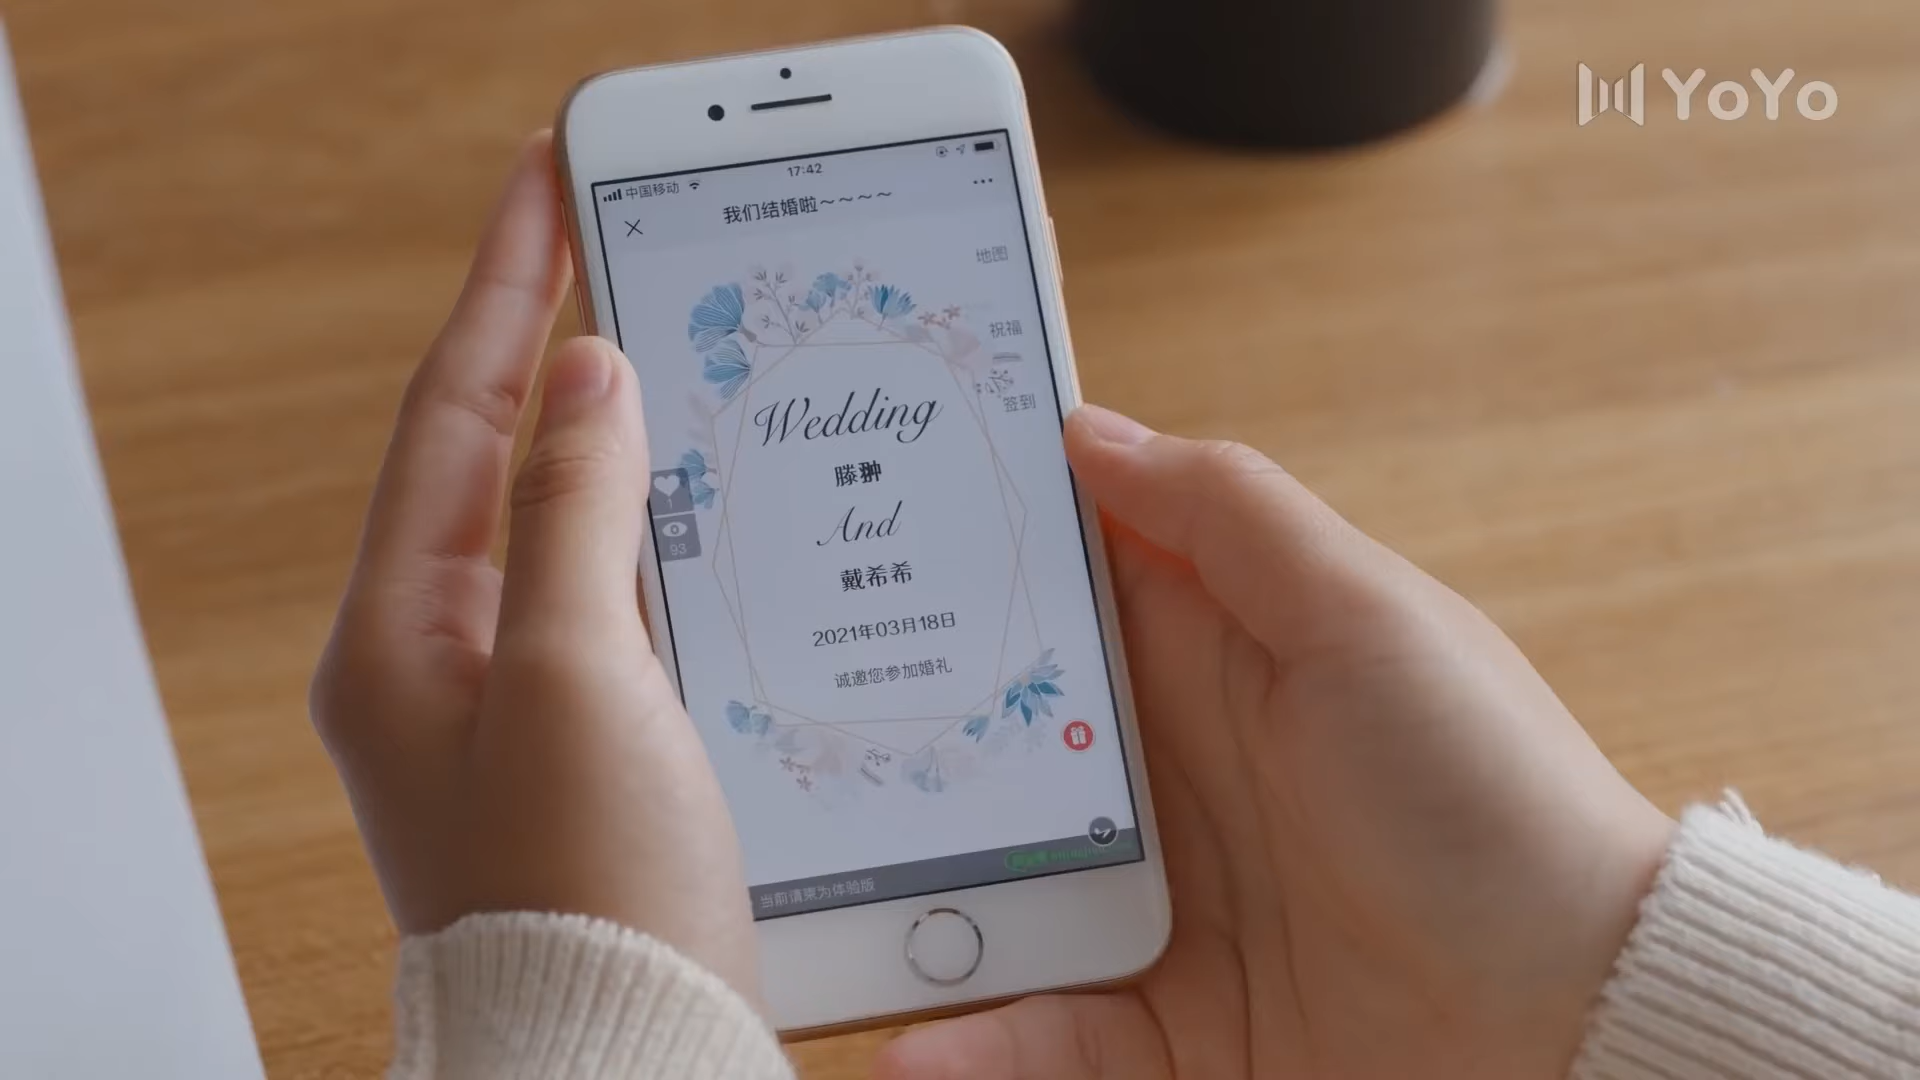 YoYo
17:42
中国移动
我们结婚啦～～～～
地图
祝福
签到
Wedding
滕翀
And
戴希希
1
93
2021年03月18日
诚邀您参加婚礼
当前请柬为体验版